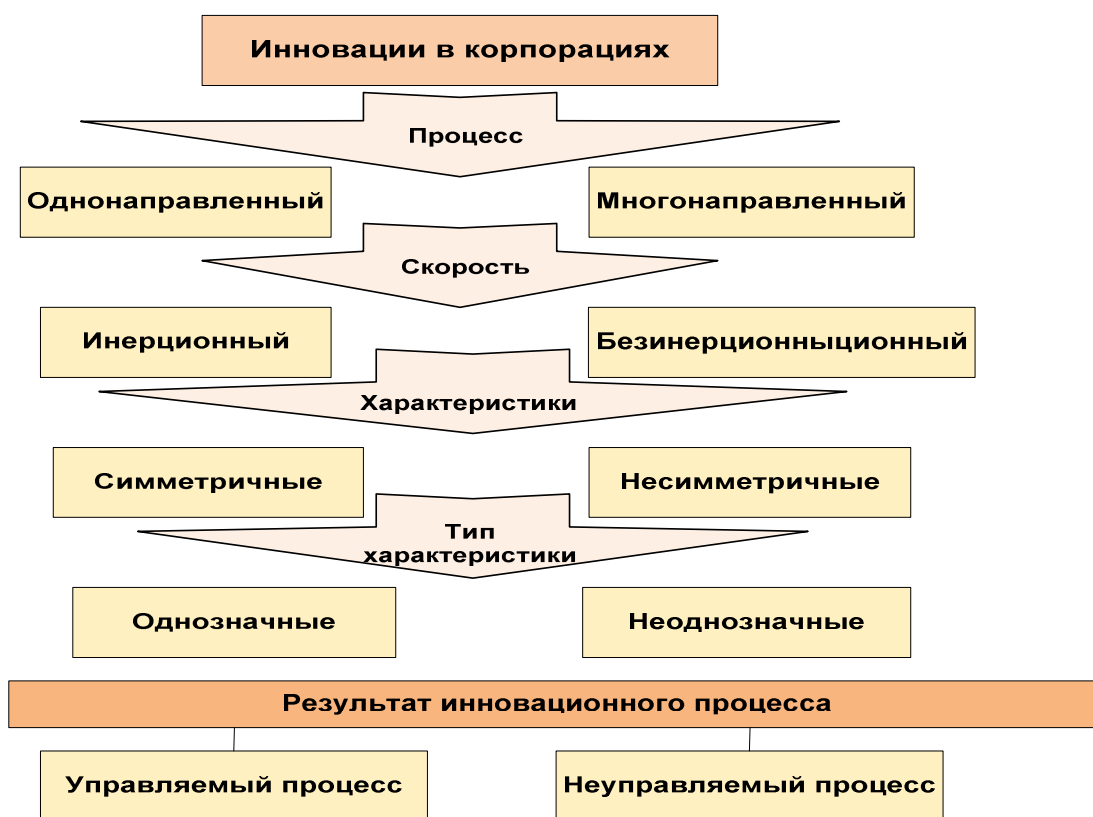 Инновации в корпорациях
Процесс
Однонаправленный
Многонаправленный
Скорость
Инерционный
Безинерционныционный
Характеристики
Симметричные
Несимметричные
Тип
характеристики
Однозначные
Неоднозначные
Результат инновационного процесса
Управляемый процесс
Неуправляемый процесс